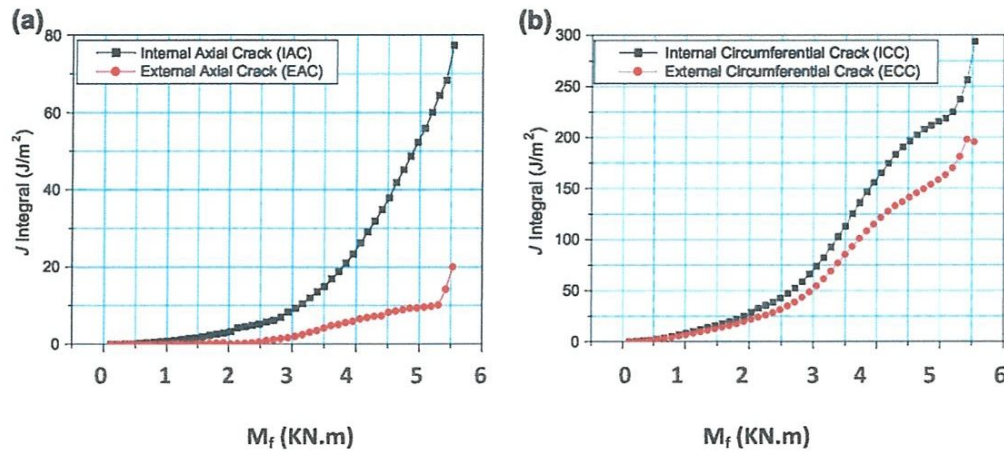 (a)
80
Internal Axial Crack (IAC)
External Axial Crack (EAC)
60
40
20
0
J Integral (J/m²)
0 1 2 3 4 5 6
M_f (KN.m)
(b)
300
Internal Circumferential Crack (ICC)
External Circumferential Crack (ECC)
250
200
150
100
50
0
J Integral (J/m²)
0 1 2 3 4 5 6
M_f (KN.m)